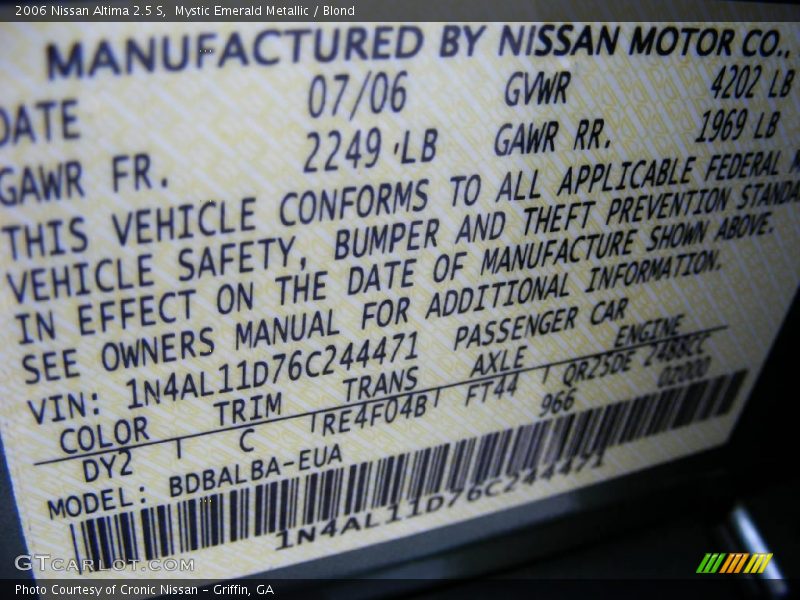 2006 Nissan Altima 2.5 S, Mystic Emerald Metallic / Blond
MANUFACTURED BY NISSAN MOTOR CO.,
DATE 07/06 GVWR 4202 LB
GAWR FR. 2249 LB GAWR RR. 1969 LB
THIS VEHICLE CONFORMS TO ALL APPLICABLE FEDERAL M
VEHICLE SAFETY, BUMPER AND THEFT PREVENTION STANDA
IN EFFECT ON THE DATE OF MANUFACTURE SHOWN ABOVE.
SEE OWNERS MANUAL FOR ADDITIONAL INFORMATION.
VIN: 1N4AL11D76C244471 PASSENGER CAR
COLOR TRIM TRANS AXLE ENGINE
DY2 C RE4F04B FT44 QR25DE 2488CC
MODEL: BDBALBA-EUA 966 02000
1N4AL11D76C244471
GTcarlot.com
Photo Courtesy of Cronic Nissan - Griffin, GA